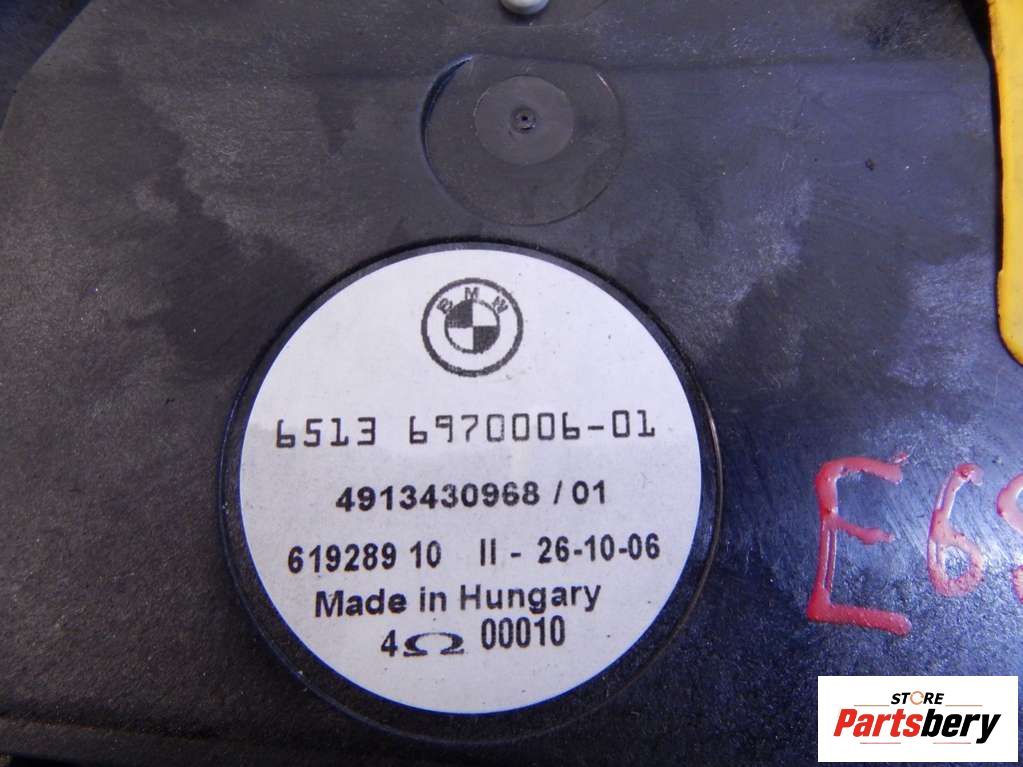 BMW
6513 6970006-01
4913430968 / 01
619289 10 II - 26-10-06
Made in Hungary
4Ω 00010
STORE
Partsbery